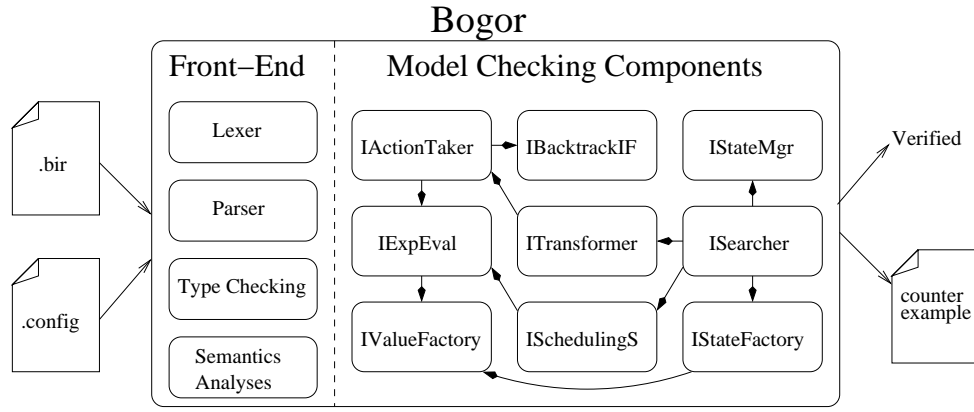 Bogor
Front–End
Model Checking Components
.bir
.config
Lexer
Parser
Type Checking
Semantics
Analyses
IActionTaker
IBacktrackIF
IStateMgr
IExpEval
ITransformer
ISearcher
IValueFactory
ISchedulingS
IStateFactory
Verified
counter
example